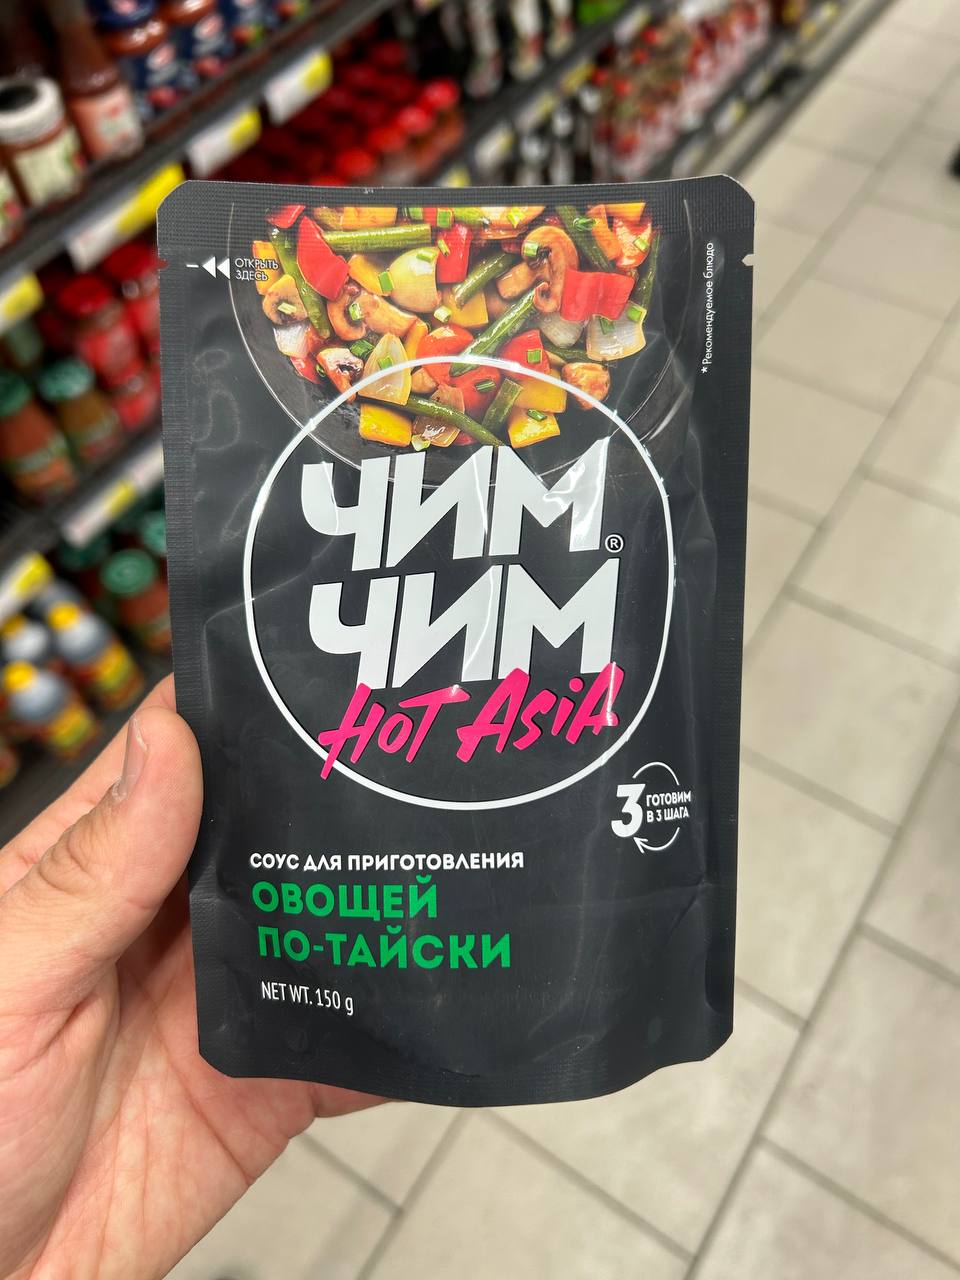 ОТКРЫТЬ
ЗДЕСЬ
* Рекомендуемое блюдо
ЧИМ
ЧИМ®
HOT ASIA
3 ГОТОВИМ
В 3 ШАГА
СОУС ДЛЯ ПРИГОТОВЛЕНИЯ
ОВОЩЕЙ
ПО-ТАЙСКИ
NET WT. 150 g